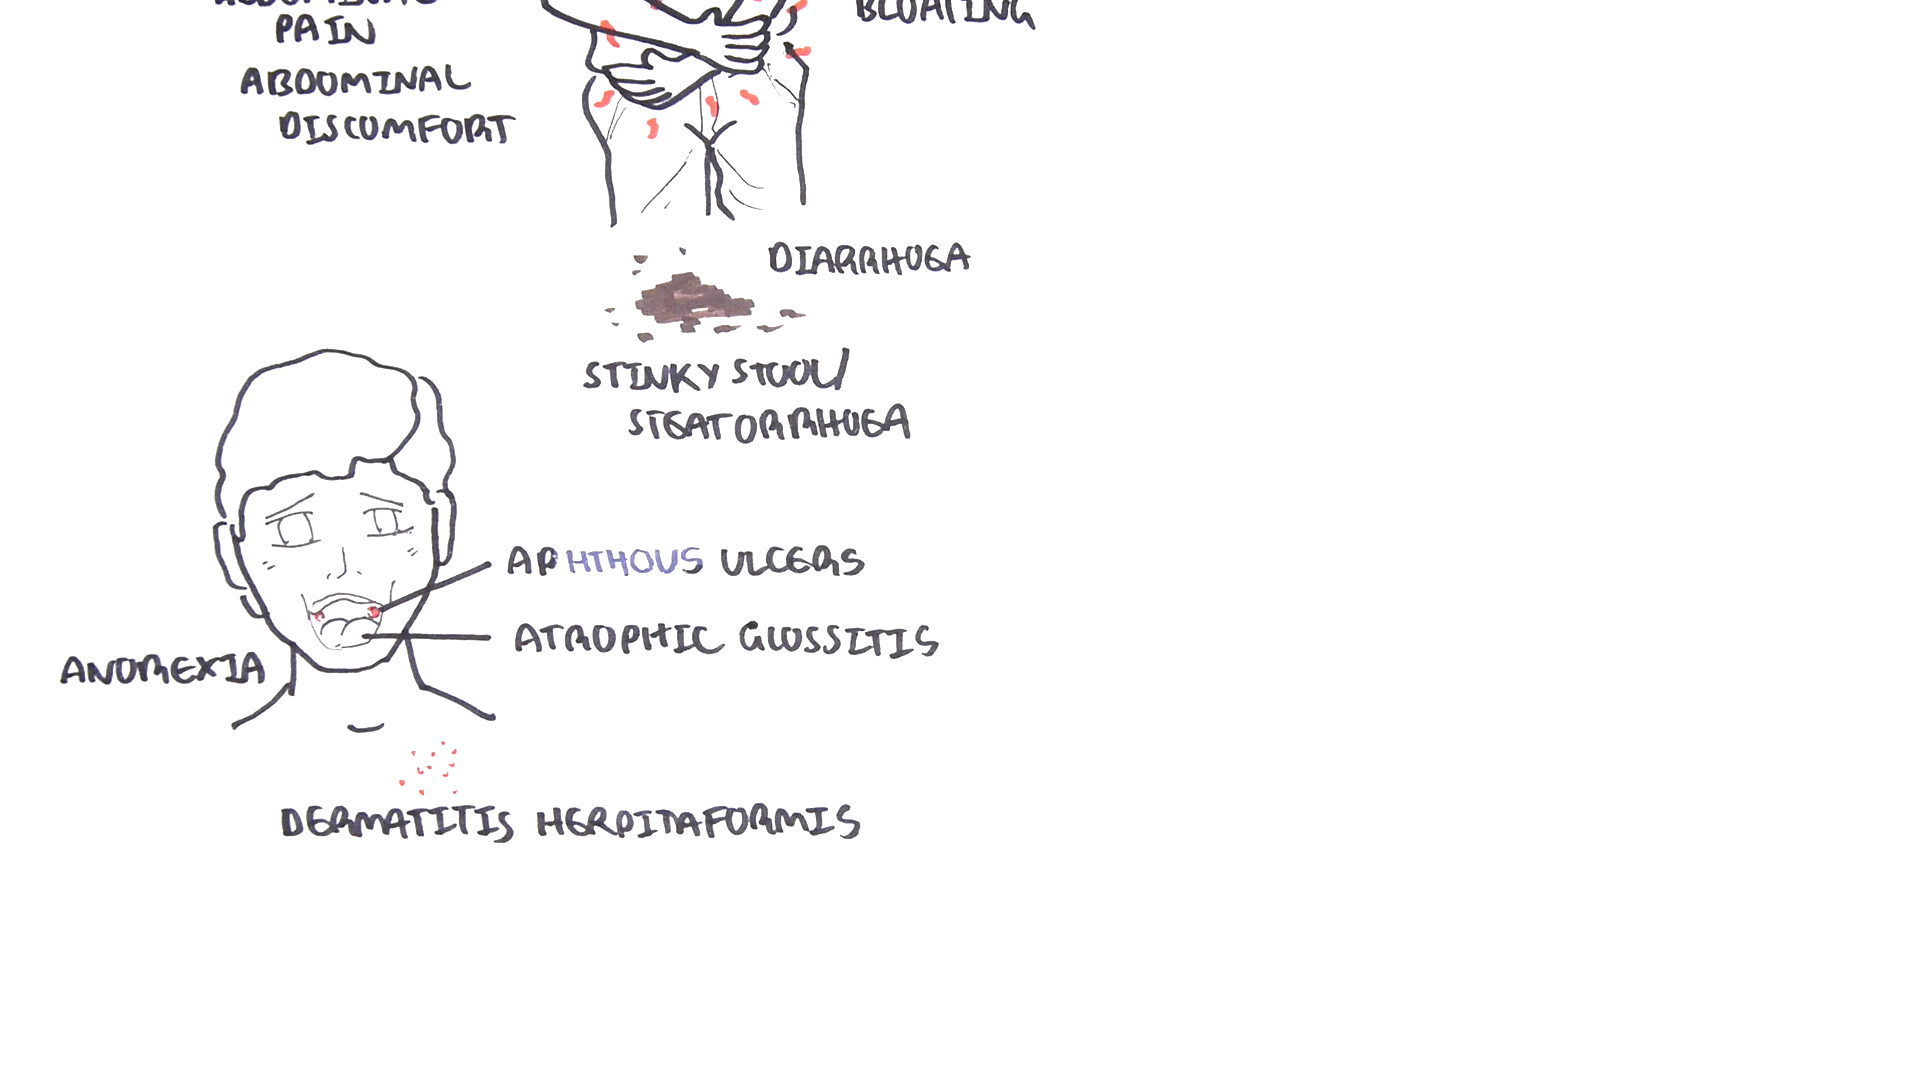 PAIN
BLOATING
ABDOMINAL
DISCOMFORT
DIARRHOEA
STINKY STOOL/
STEATORRHOEA
APHTHOUS ULCERS
ATROPHIC GLOSSITIS
ANOREXIA
DERMATITIS HERPITAFORMIS